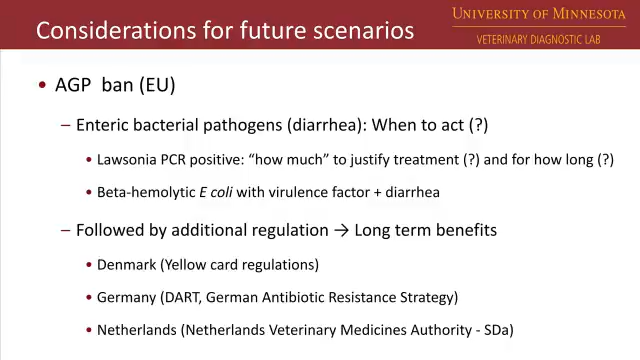 Considerations for future scenarios
UNIVERSITY OF MINNESOTA
VETERINARY DIAGNOSTIC LAB
• AGP ban (EU)
– Enteric bacterial pathogens (diarrhea): When to act (?)
• Lawsonia PCR positive: “how much” to justify treatment (?) and for how long (?)
• Beta-hemolytic E coli with virulence factor + diarrhea
– Followed by additional regulation → Long term benefits
• Denmark (Yellow card regulations)
• Germany (DART, German Antibiotic Resistance Strategy)
• Netherlands (Netherlands Veterinary Medicines Authority - SDa)